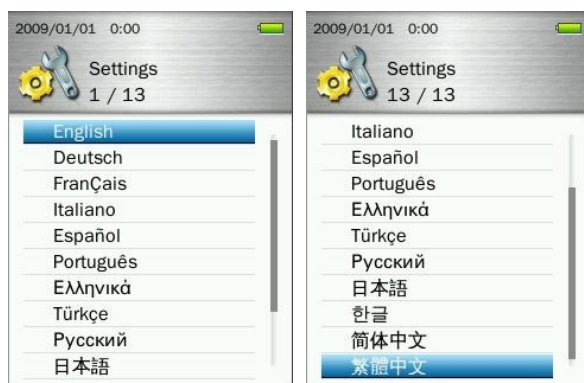 2009/01/01 0:00
Settings
1 / 13
English
Deutsch
FranÇais
Italiano
Español
Português
Ελληνικά
Türkçe
Русский
日本語
2009/01/01 0:00
Settings
13 / 13
Italiano
Español
Português
Ελληνικά
Türkçe
Русский
日本語
한글
简体中文
繁體中文